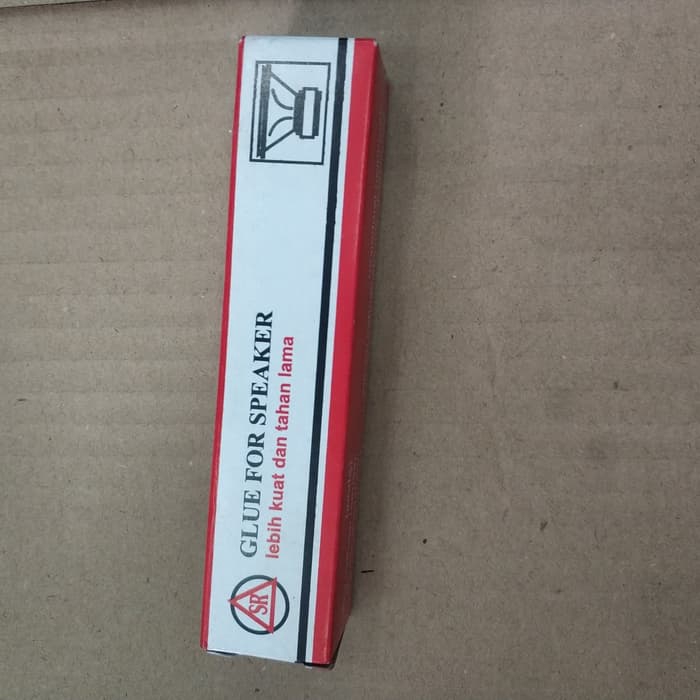 SR
GLUE FOR SPEAKER
lebih kuat dan tahan lama